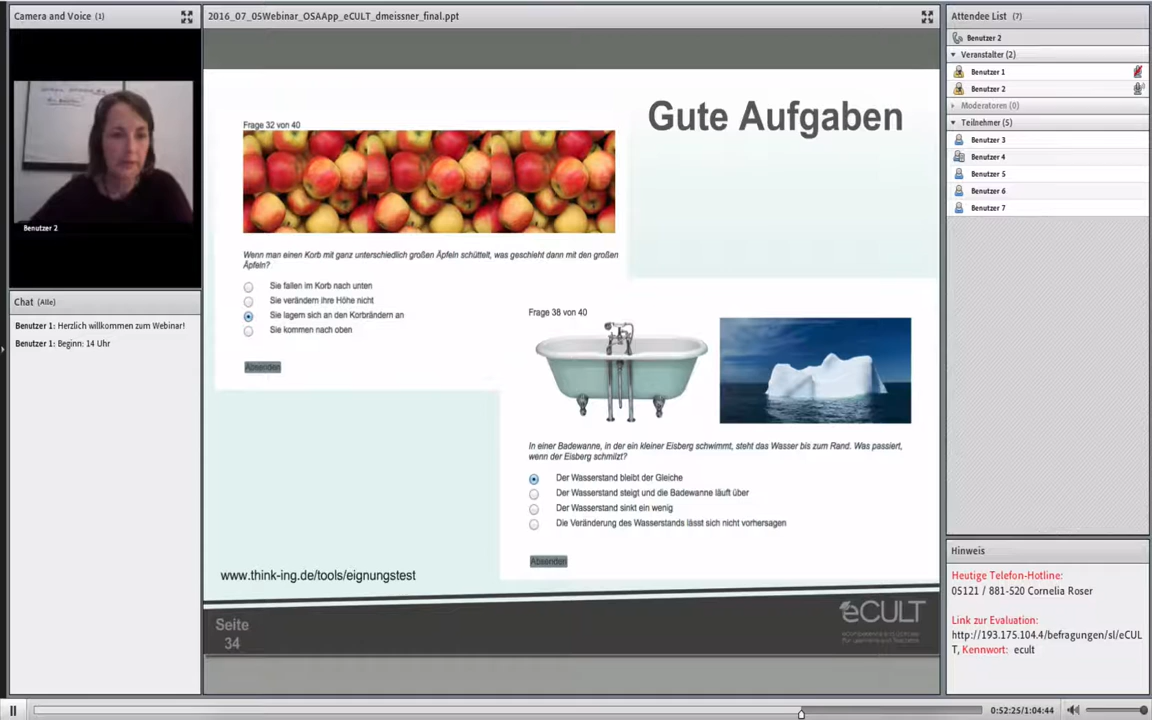 Camera and Voice (1)
Benutzer 2
Chat (Alle)
Benutzer 1: Herzlich willkommen zum Webinar!
Benutzer 1: Beginn: 14 Uhr
2016_07_05Webinar_OSAApp_eCULT_dmeissner_final.ppt
Gute Aufgaben
Frage 32 von 40
Wenn man einen Korb mit ganz unterschiedlich großen Äpfeln schüttelt, was geschieht dann mit den großen
Äpfeln?
Sie fallen im Korb nach unten
Sie verändern ihre Höhe nicht
Sie lagern sich an den Korbrändern an
Sie kommen nach oben
Absenden
Frage 38 von 40
In einer Badewanne, in der ein kleiner Eisberg schwimmt, steht das Wasser bis zum Rand. Was passiert,
wenn der Eisberg schmilzt?
Der Wasserstand bleibt der Gleiche
Der Wasserstand steigt und die Badewanne läuft über
Der Wasserstand sinkt ein wenig
Die Veränderung des Wasserstands lässt sich nicht vorhersagen
Absenden
www.think-ing.de/tools/eignungstest
Seite
34
eCULT
Attendee List (7)
Benutzer 2
Veranstalter (2)
Benutzer 1
Benutzer 2
Moderatoren (0)
Teilnehmer (5)
Benutzer 3
Benutzer 4
Benutzer 5
Benutzer 6
Benutzer 7
Hinweis
Heutige Telefon-Hotline:
05121 / 881-520 Cornelia Roser
Link zur Evaluation:
http://193.175.104.4/befragungen/sl/eCUL
T, Kennwort: ecult
0:52:25/1:04:44